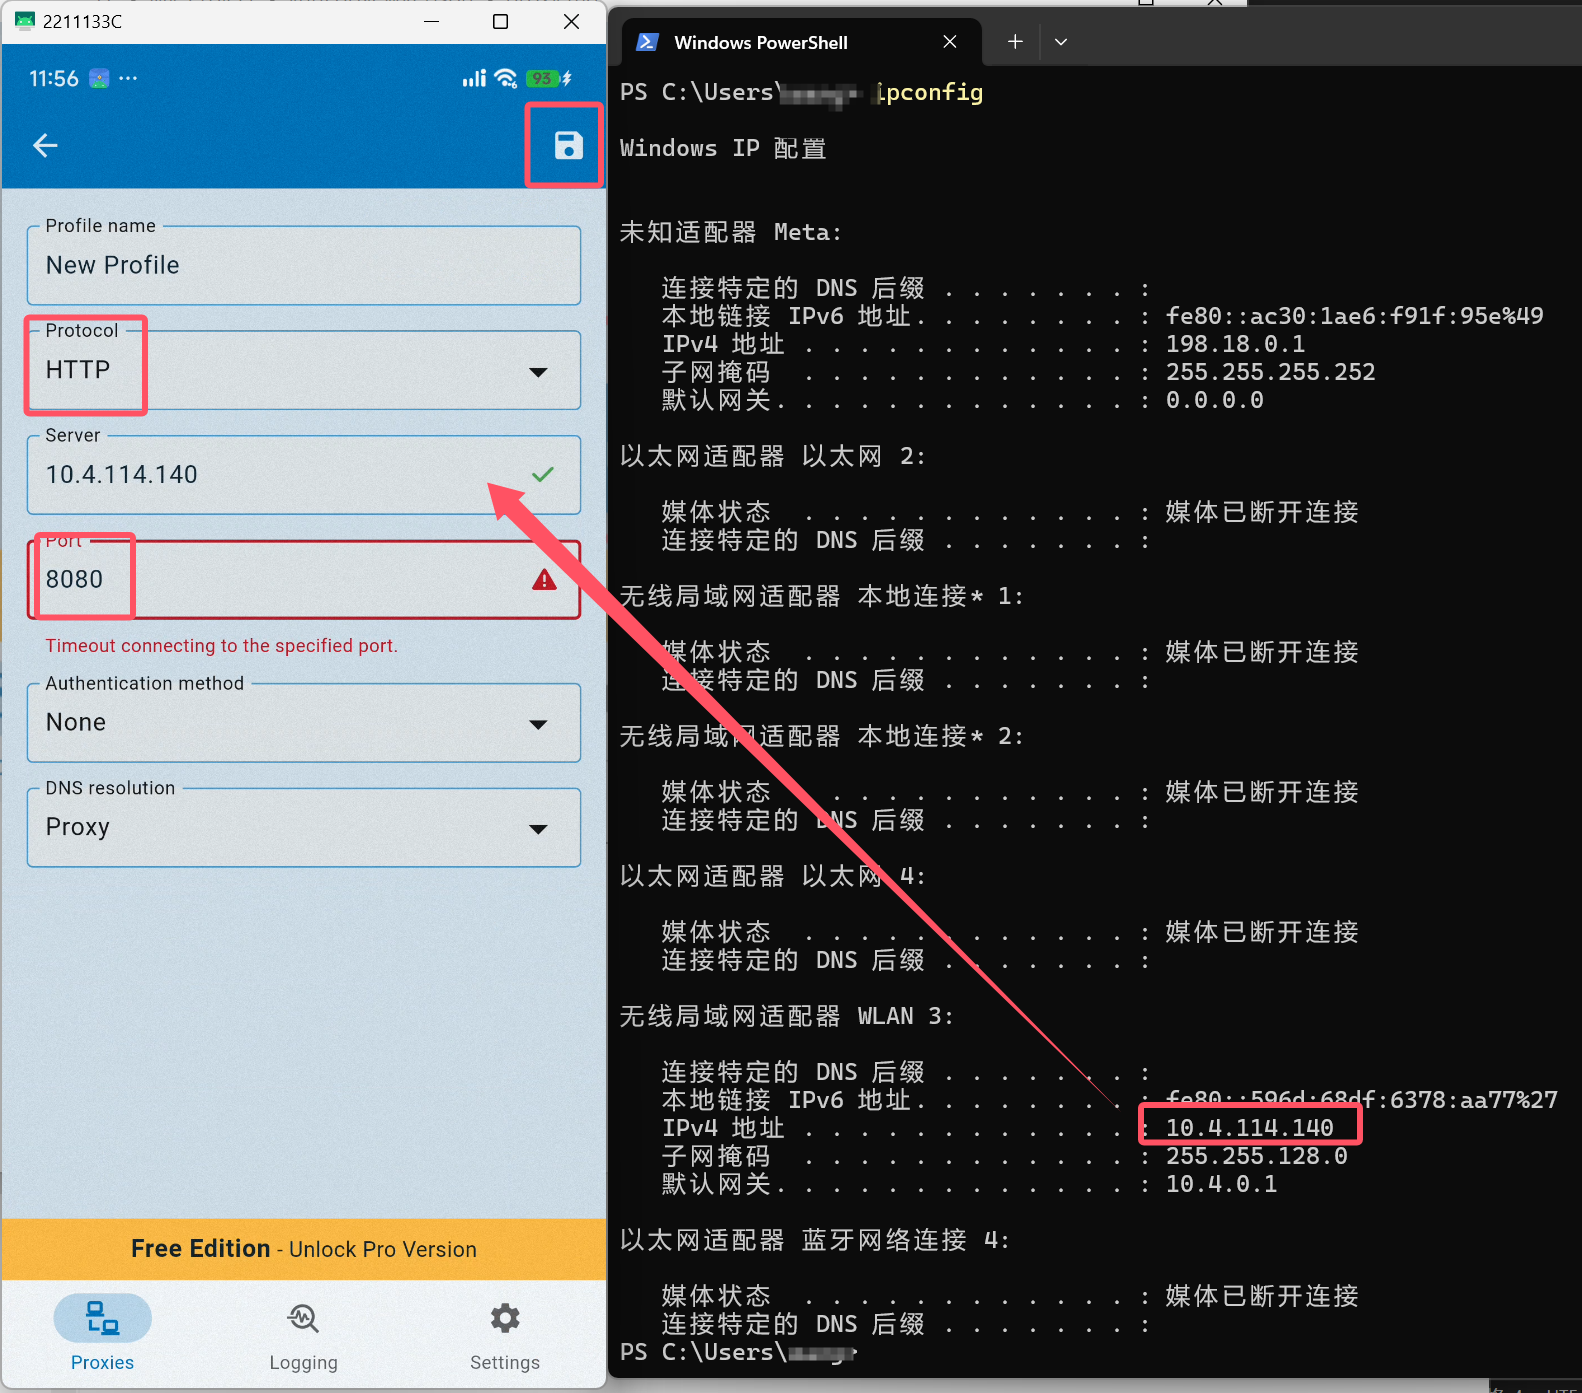 2211133C
11:56
93
Profile name
New Profile
Protocol
HTTP
Server
10.4.114.140
Port
8080
Timeout connecting to the specified port.
Authentication method
None
DNS resolution
Proxy
Free Edition - Unlock Pro Version
Proxies
Logging
Settings
Windows PowerShell
PS C:\Users\ ipconfig
Windows IP 配置
未知适配器 Meta:
连接特定的 DNS 后缀 . . . . . . . :
本地链接 IPv6 地址. . . . . . . . : fe80::ac30:1ae6:f91f:95e%49
IPv4 地址 . . . . . . . . . . . . : 198.18.0.1
子网掩码 . . . . . . . . . . . . : 255.255.255.252
默认网关. . . . . . . . . . . . . : 0.0.0.0
以太网适配器 以太网 2:
媒体状态 . . . . . . . . . . . . : 媒体已断开连接
连接特定的 DNS 后缀 . . . . . . . :
无线局域网适配器 本地连接* 1:
媒体状态 . . . . . . . . . . . . : 媒体已断开连接
连接特定的 DNS 后缀 . . . . . . . :
无线局域网适配器 本地连接* 2:
媒体状态 . . . . . . . . . . . . : 媒体已断开连接
连接特定的 DNS 后缀 . . . . . . . :
以太网适配器 以太网 4:
媒体状态 . . . . . . . . . . . . : 媒体已断开连接
连接特定的 DNS 后缀 . . . . . . . :
无线局域网适配器 WLAN 3:
连接特定的 DNS 后缀 . . . . . . . :
本地链接 IPv6 地址. . . . . . . . : fe80::596d:68df:6378:aa77%27
IPv4 地址 . . . . . . . . . . . . : 10.4.114.140
子网掩码 . . . . . . . . . . . . : 255.255.128.0
默认网关. . . . . . . . . . . . . : 10.4.0.1
以太网适配器 蓝牙网络连接 4:
媒体状态 . . . . . . . . . . . . : 媒体已断开连接
连接特定的 DNS 后缀 . . . . . . . :
PS C:\Users\